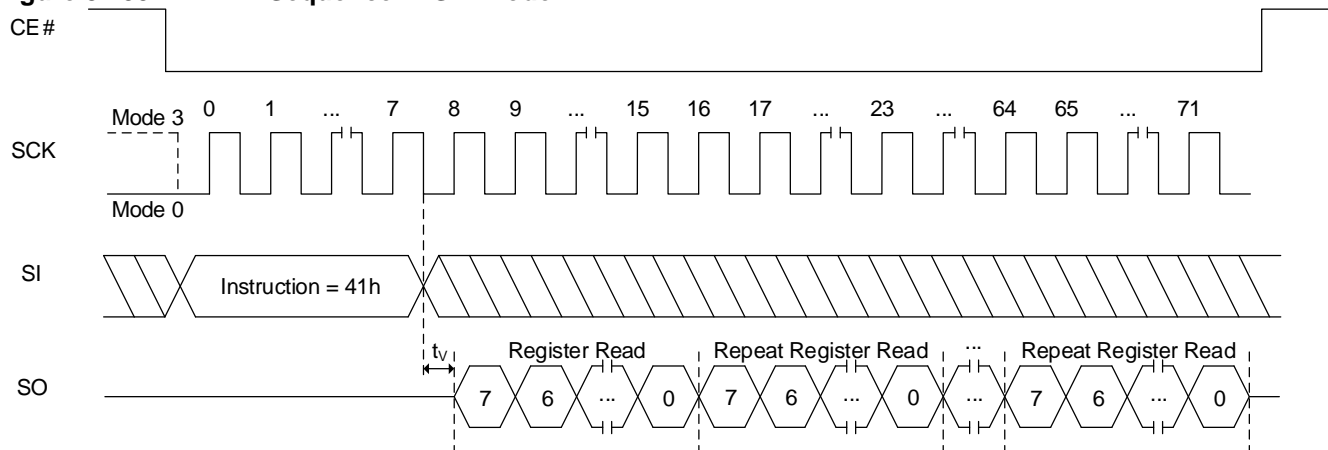 CE#
0 1 ... 7 8 9 ... 15 16 17 ... 23 ... 64 65 ... 71
Mode 3
SCK
Mode 0
SI
Instruction = 41h
tV Register Read Repeat Register Read ... Repeat Register Read
SO
7 6 ... 0 7 6 ... 0 ... 7 6 ... 0